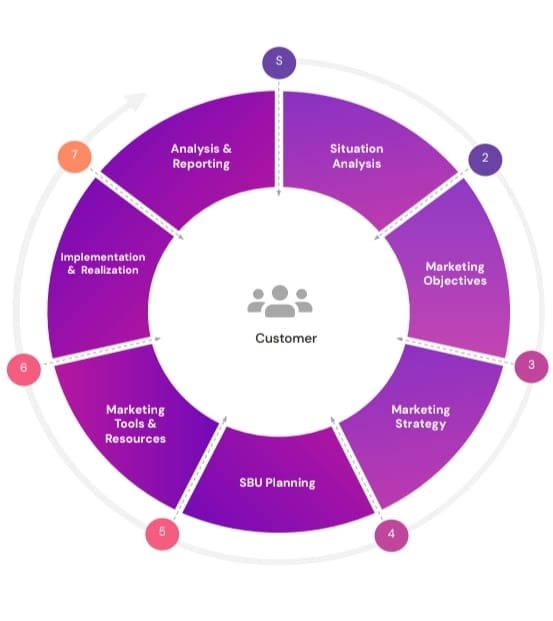 S
Analysis &
Reporting
Situation
Analysis
7
2
Implementation
& Realization
Marketing
Objectives
Customer
6
3
Marketing
Tools &
Resources
Marketing
Strategy
SBU Planning
5
4